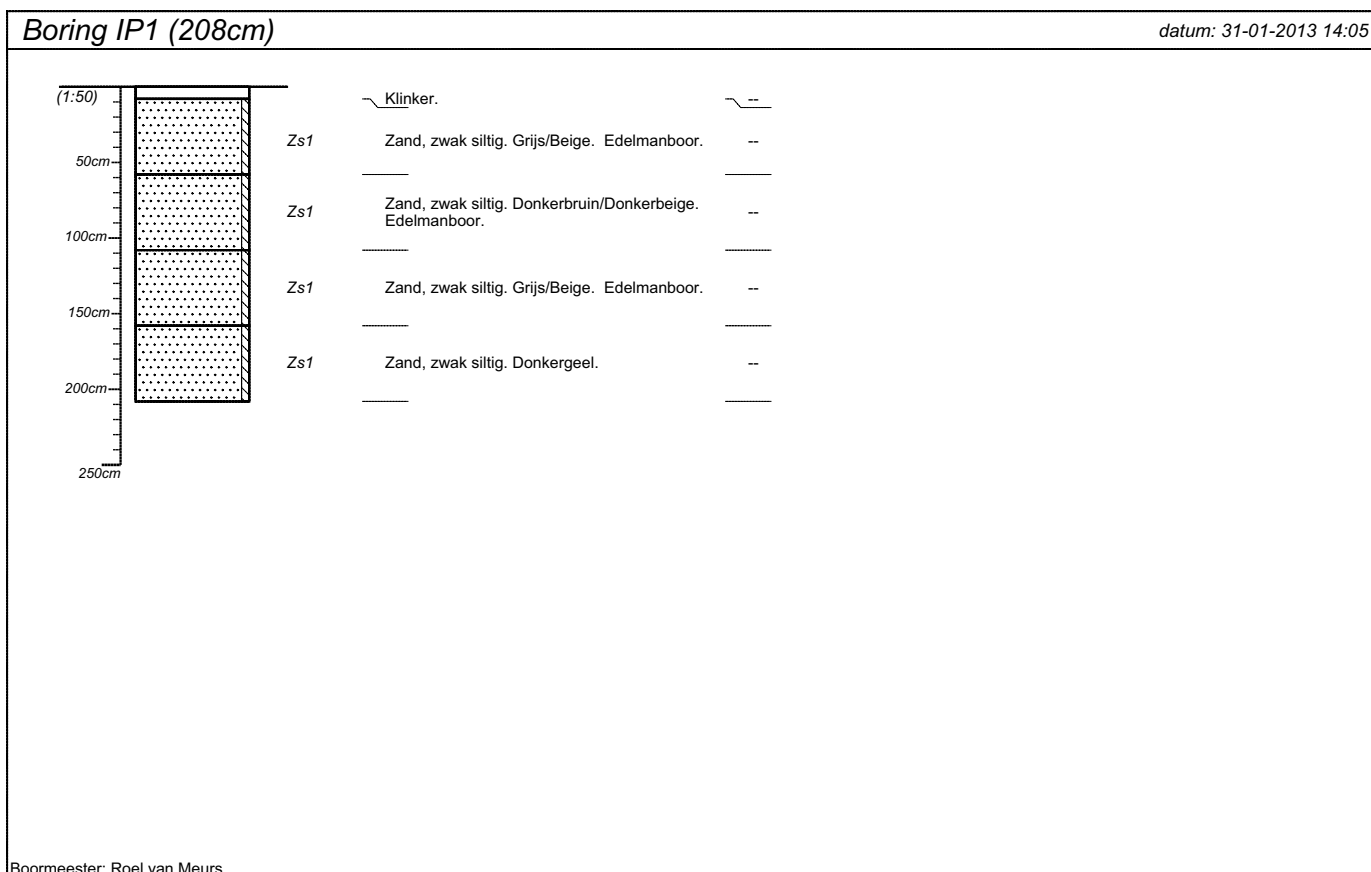 Boring IP1 (208cm)
datum: 31-01-2013 14:05
(1:50)
Klinker.
--
Zs1
Zand, zwak siltig. Grijs/Beige. Edelmanboor.
--
50cm
Zs1
Zand, zwak siltig. Donkerbruin/Donkerbeige.
Edelmanboor.
--
100cm
Zs1
Zand, zwak siltig. Grijs/Beige. Edelmanboor.
--
150cm
Zs1
Zand, zwak siltig. Donkergeel.
--
200cm
250cm
Boormeester: Roel van Meurs